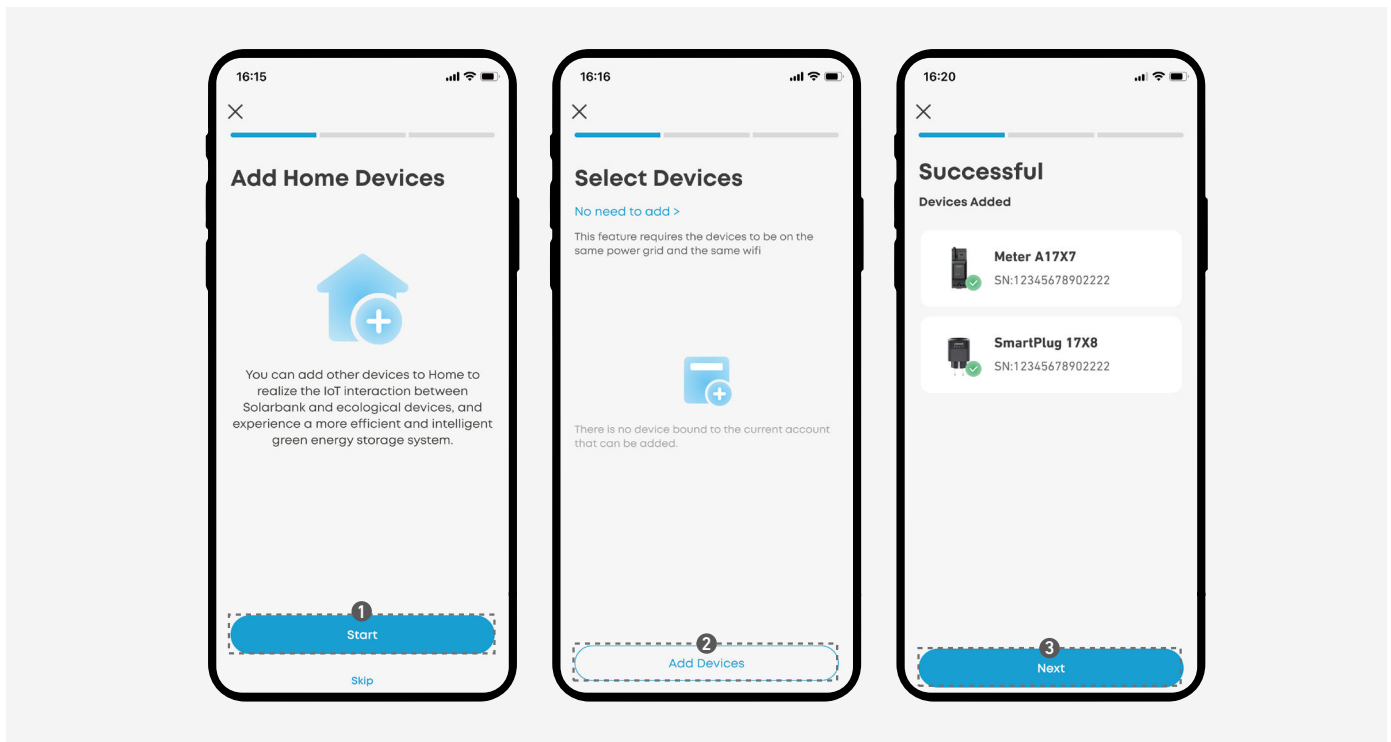 16:15
Add Home Devices
You can add other devices to Home to
realize the IoT interaction between
Solarbank and ecological devices, and
experience a more efficient and intelligent
green energy storage system.
1
Start
Skip
16:16
Select Devices
No need to add >
This feature requires the devices to be on the
same power grid and the same wifi
There is no device bound to the current account
that can be added.
2
Add Devices
16:20
Successful
Devices Added
Meter A17X7
SN:12345678902222
SmartPlug 17X8
SN:12345678902222
3
Next